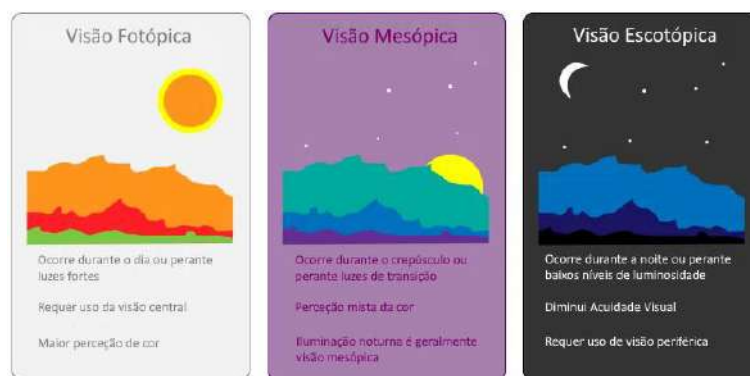 Visão Fotópica
Ocorre durante o dia ou perante
luzes fortes
Requer uso da visão central
Maior perceção de cor
Visão Mesópica
Ocorre durante o crepúsculo ou
perante luzes de transição
Perceção mista da cor
Iluminação noturna é geralmente
visão mesópica
Visão Escotópica
Ocorre durante a noite ou perante
baixos níveis de luminosidade
Diminui Acuidade Visual
Requer uso de visão periférica